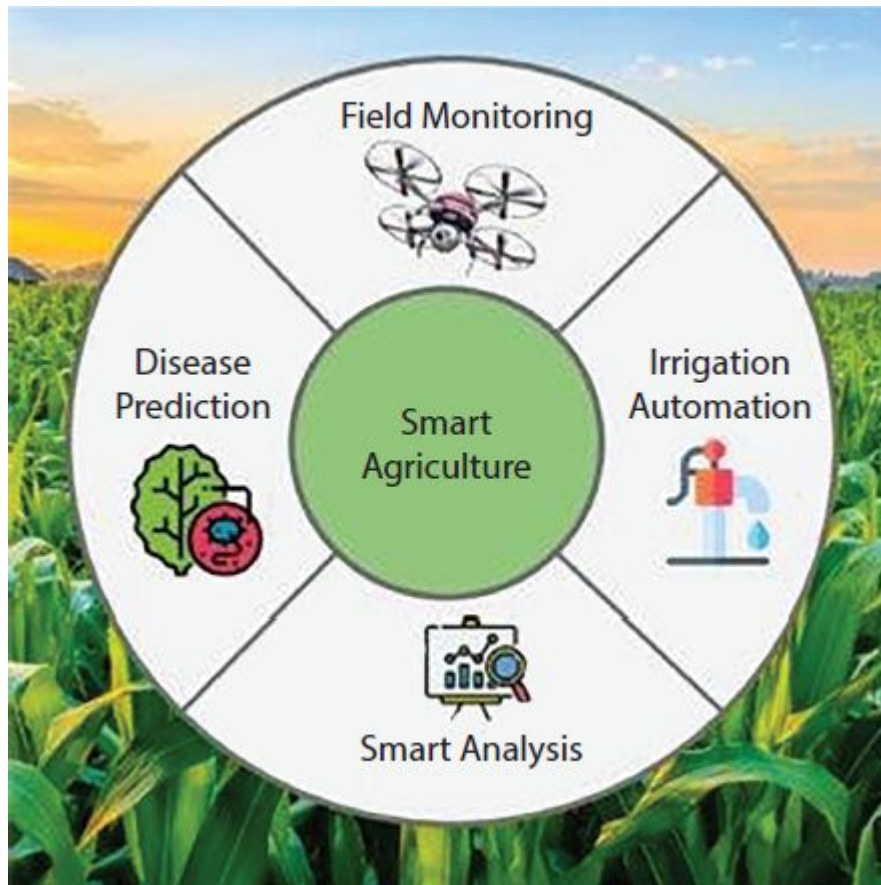 Field Monitoring
Disease
Prediction
Irrigation
Automation
Smart
Agriculture
Smart Analysis